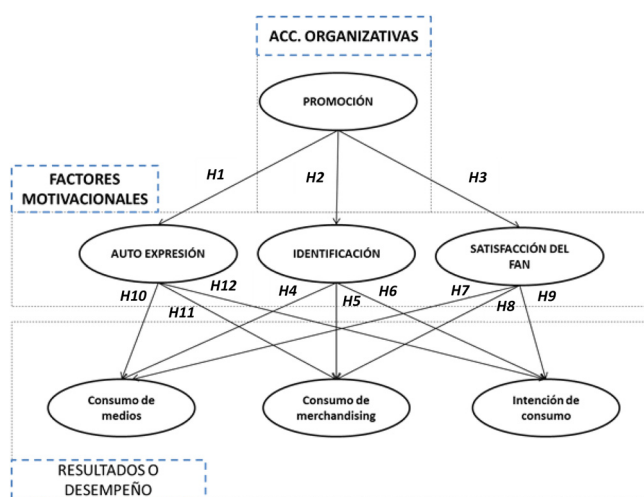 ACC. ORGANIZATIVAS
PROMOCIÓN
H1
H2
H3
FACTORES
MOTIVACIONALES
AUTO EXPRESIÓN
IDENTIFICACIÓN
SATISFACCIÓN DEL
FAN
H10
H12
H4
H6
H7
H9
H11
H5
H8
Consumo de
medios
Consumo de
merchandising
Intención de
consumo
RESULTADOS O
DESEMPEÑO